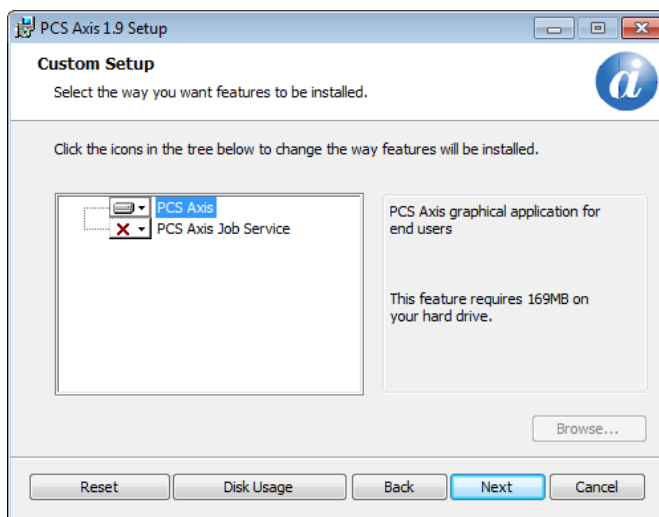 PCS Axis 1.9 Setup
Custom Setup
Select the way you want features to be installed.
a
Click the icons in the tree below to change the way features will be installed.
PCS Axis
PCS Axis Job Service
PCS Axis graphical application for
end users
This feature requires 169MB on
your hard drive.
Browse...
Reset
Disk Usage
Back
Next
Cancel